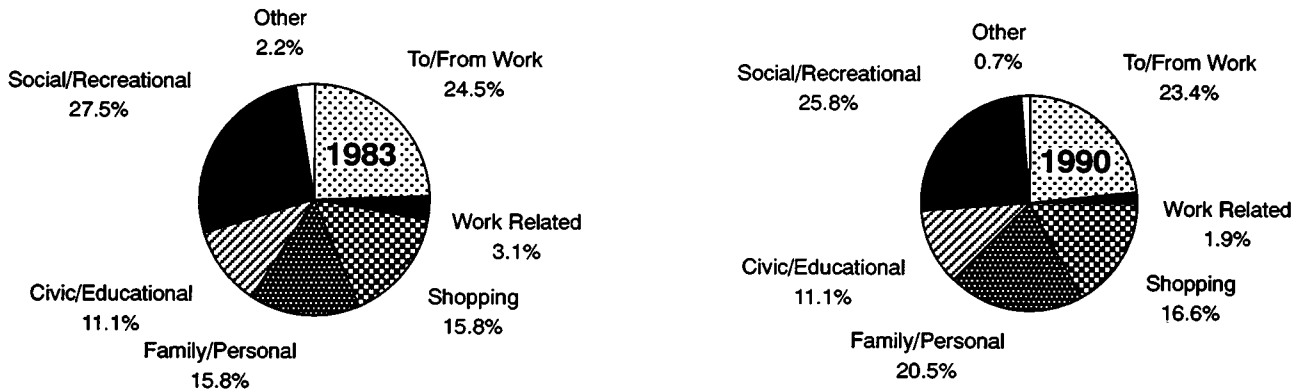 Other
2.2%
To/From Work
24.5%
Social/Recreational
27.5%
1983
Work Related
3.1%
Shopping
15.8%
Civic/Educational
11.1%
Family/Personal
15.8%
Other
0.7%
To/From Work
23.4%
Social/Recreational
25.8%
1990
Work Related
1.9%
Shopping
16.6%
Civic/Educational
11.1%
Family/Personal
20.5%